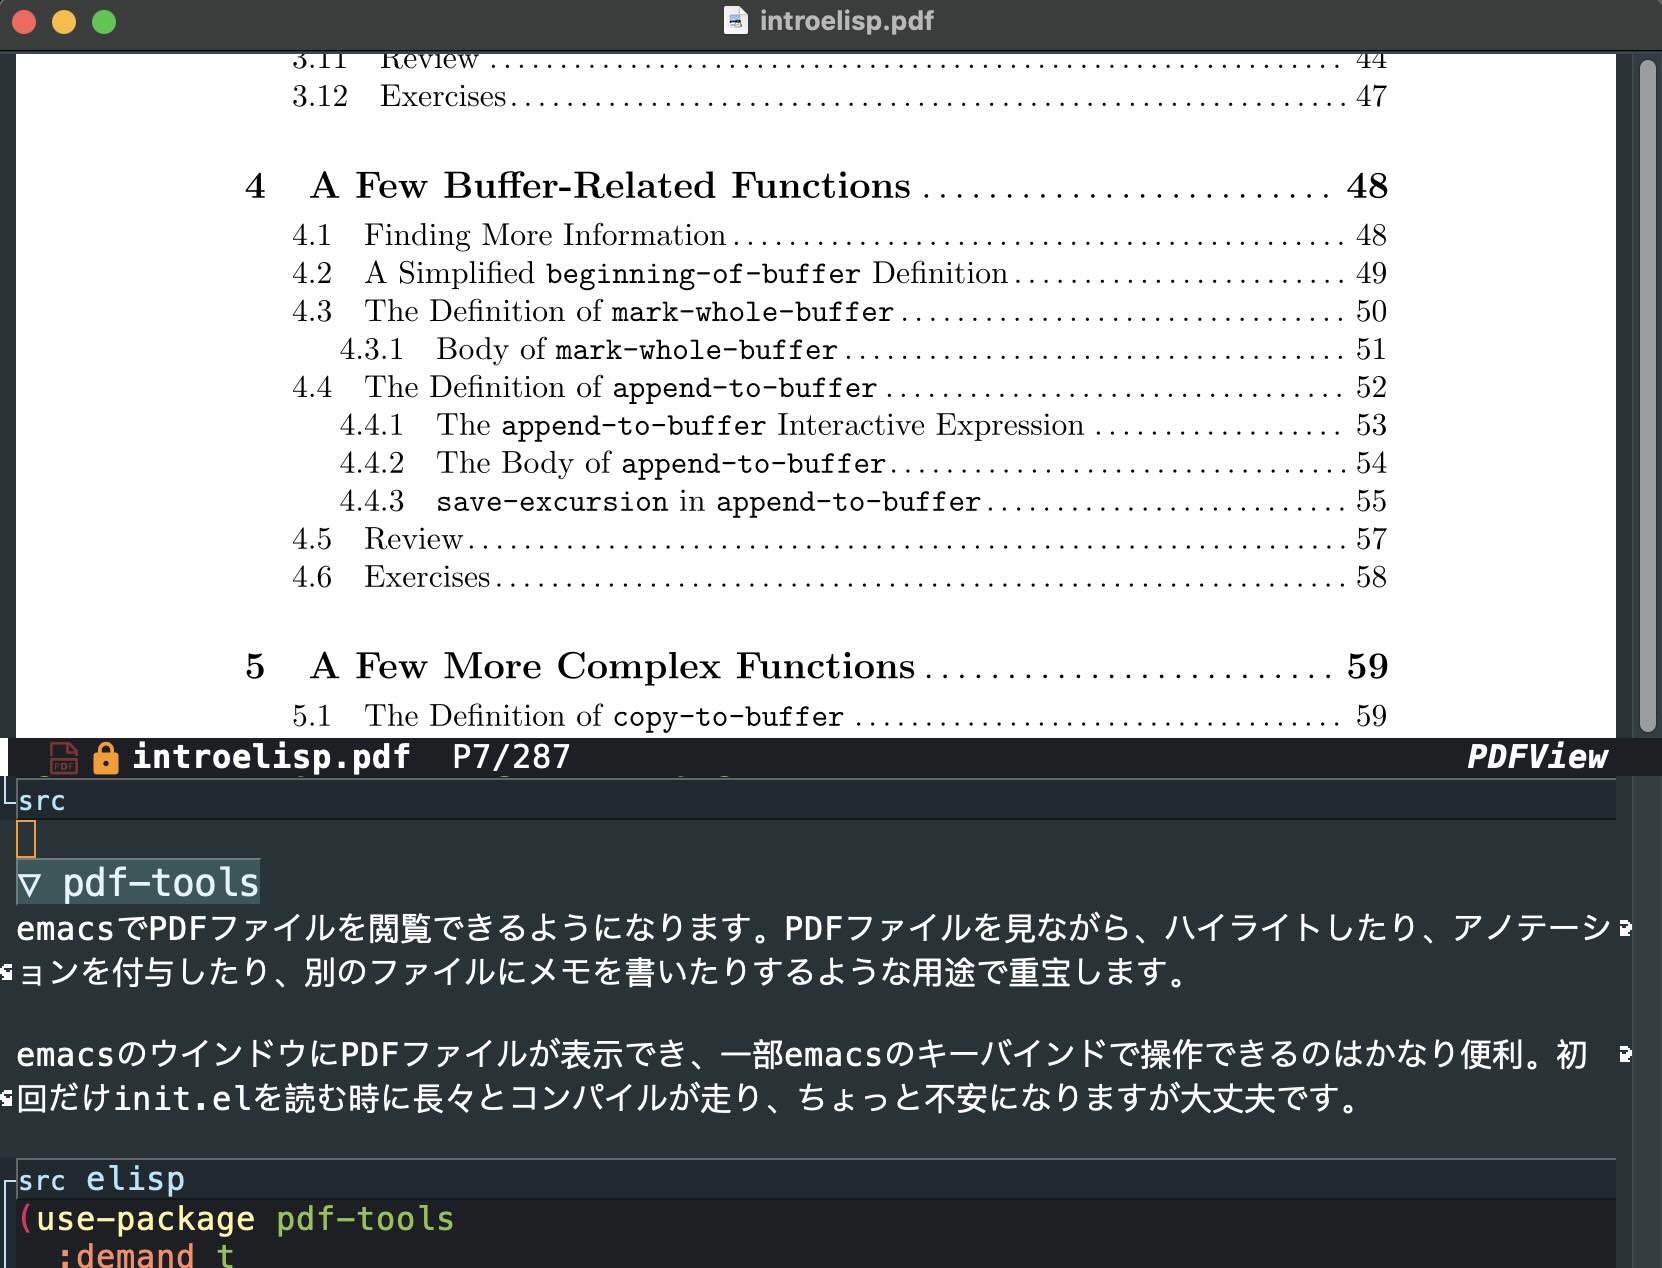 introelisp.pdf
3.11 Review ........................................................ 44
3.12 Exercises ........................................................ 47
4 A Few Buffer-Related Functions ........................ 48
4.1 Finding More Information ........................................ 48
4.2 A Simplified beginning-of-buffer Definition ........................ 49
4.3 The Definition of mark-whole-buffer ................................ 50
4.3.1 Body of mark-whole-buffer .................................... 51
4.4 The Definition of append-to-buffer ................................ 52
4.4.1 The append-to-buffer Interactive Expression .................. 53
4.4.2 The Body of append-to-buffer ................................ 54
4.4.3 save-excursion in append-to-buffer .......................... 55
4.5 Review ........................................................ 57
4.6 Exercises ........................................................ 58
5 A Few More Complex Functions ........................ 59
5.1 The Definition of copy-to-buffer ................................ 59
PDF introelisp.pdf P7/287 PDFView
src
▽ pdf-tools
emacsでPDFファイルを閲覧できるようになります。PDFファイルを見ながら、ハイライトしたり、アノテーシ
ョンを付与したり、別のファイルにメモを書いたりするような用途で重宝します。
emacsのウインドウにPDFファイルが表示でき、一部emacsのキーバインドで操作できるのはかなり便利。初
回だけinit.elを読む時に長々とコンパイルが走り、ちょっと不安になりますが大丈夫です。
src elisp
(use-package pdf-tools
:demand t